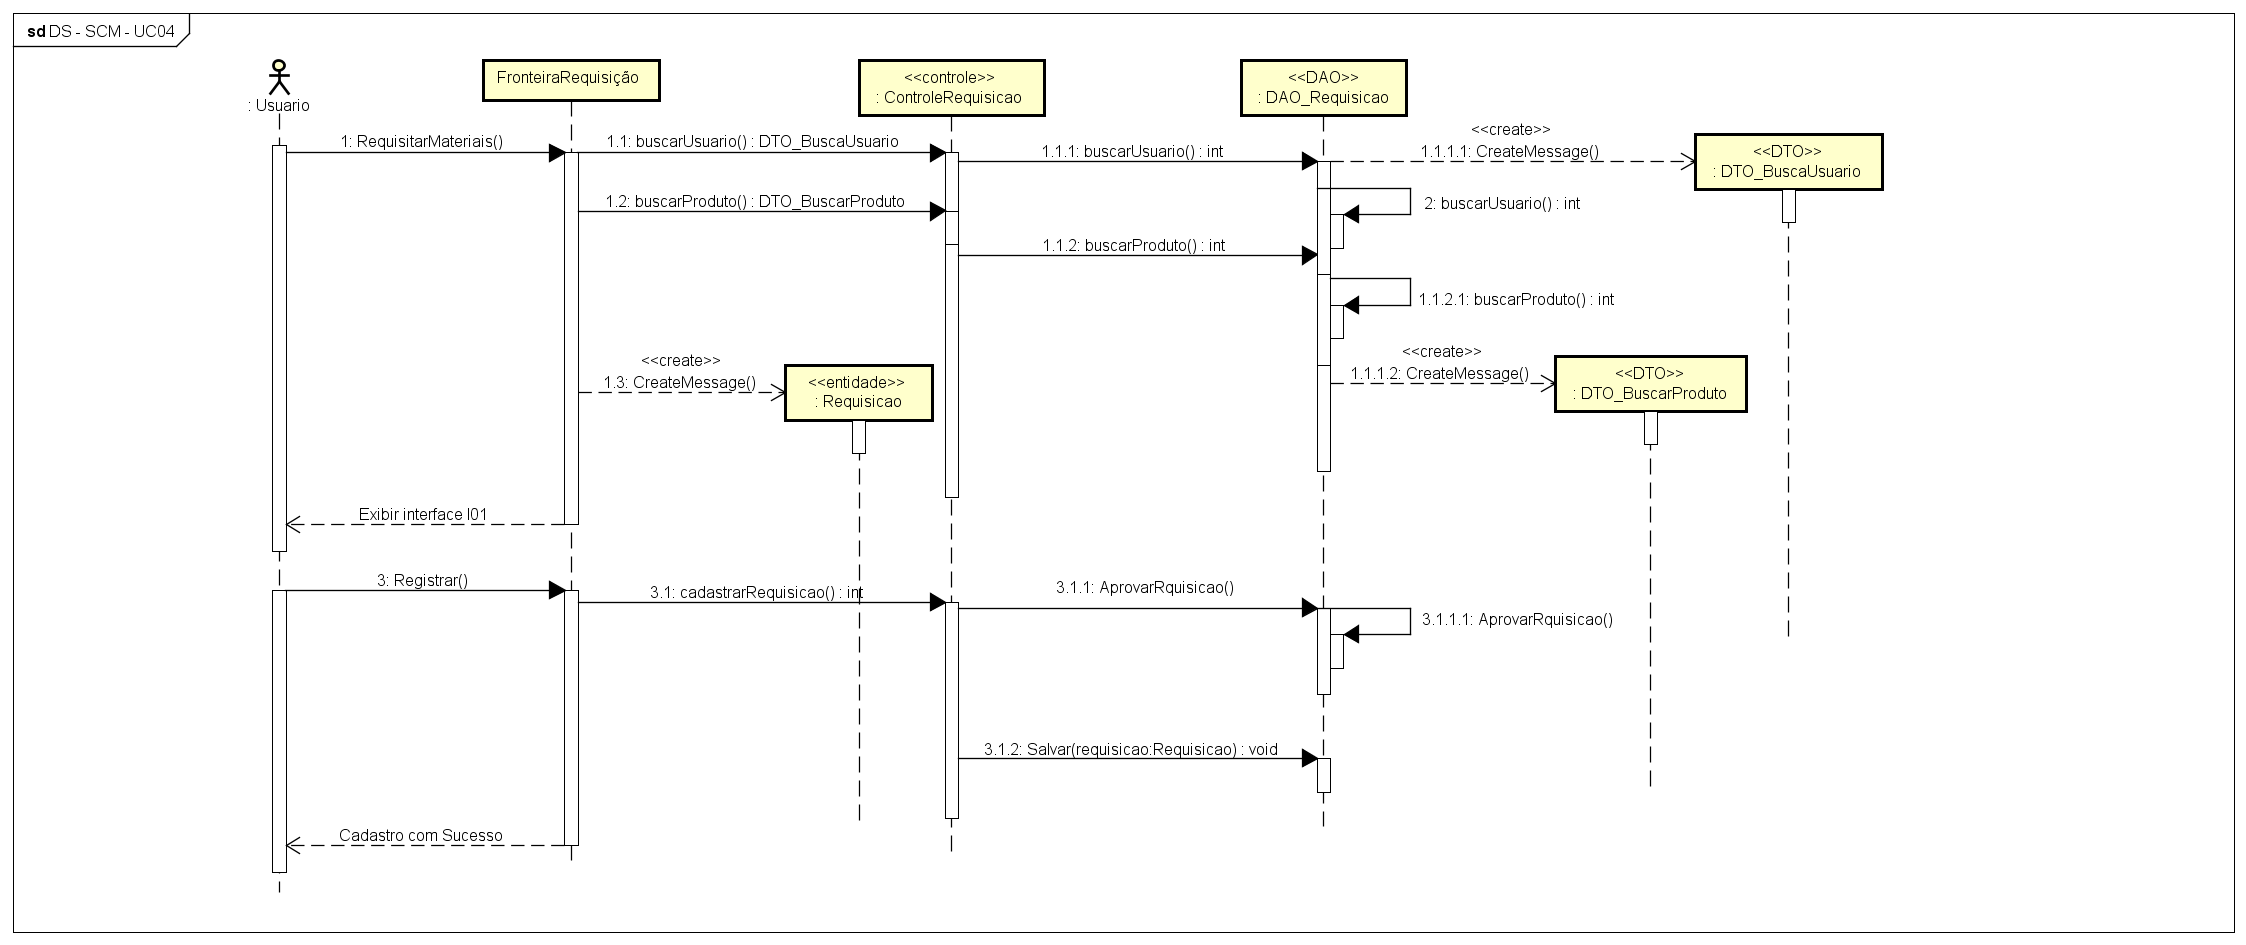 sd DS - SCM - UC04
: Usuario
FronteiraRequisição
<<controle>>
: ControleRequisicao
<<DAO>>
: DAO_Requisicao
<<DTO>>
: DTO_BuscaUsuario
1: RequisitarMateriais()
1.1: buscarUsuario() : DTO_BuscaUsuario
1.1.1: buscarUsuario() : int
<<create>>
1.1.1.1: CreateMessage()
1.2: buscarProduto() : DTO_BuscarProduto
2: buscarUsuario() : int
1.1.2: buscarProduto() : int
1.1.2.1: buscarProduto() : int
<<create>>
1.3: CreateMessage()
<<entidade>>
: Requisicao
<<create>>
1.1.1.2: CreateMessage()
<<DTO>>
: DTO_BuscarProduto
Exibir interface I01
3: Registrar()
3.1: cadastrarRequisicao() : int
3.1.1: AprovarRquisicao()
3.1.1.1: AprovarRquisicao()
3.1.2: Salvar(requisicao:Requisicao) : void
Cadastro com Sucesso